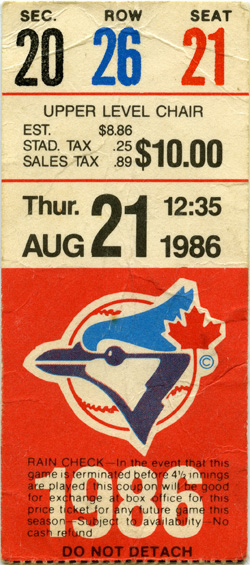 SEC. ROW SEAT
20 26 21
UPPER LEVEL CHAIR
EST. $8.86
STAD. TAX .25
SALES TAX .89 $10.00
Thur. 21 12:35
AUG 1986
©
RAIN CHECK—In the event that this
game is terminated before 4½ innings
are played, this coupon will be good
for exchange at box office for this
price ticket for any future game this
season—Subject to availability—No
cash refund.
1986
DO NOT DETACH